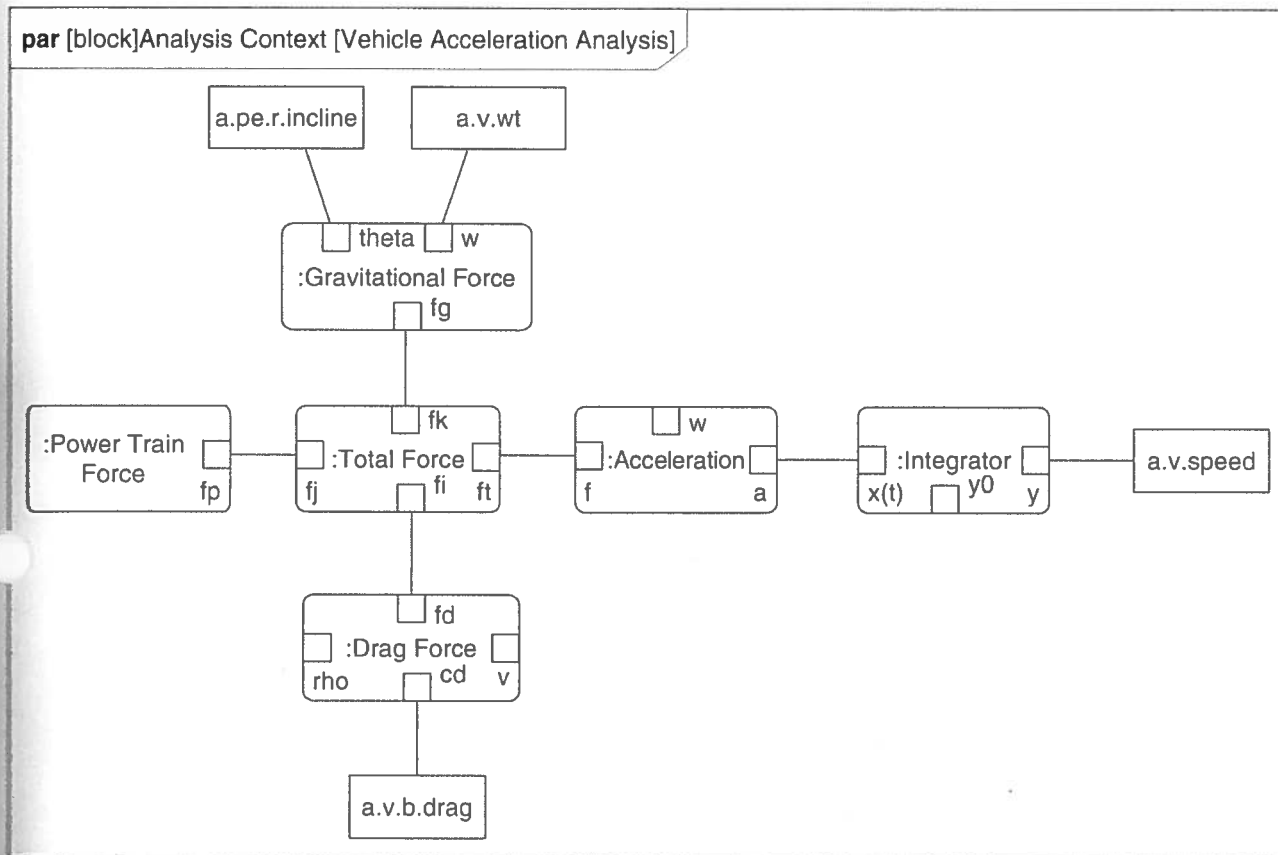 par [block]Analysis Context [Vehicle Acceleration Analysis]
a.pe.r.incline
a.v.wt
theta
w
:Gravitational Force
fg
:Power Train
Force
fp
fk
:Total Force
fj
fi
ft
w
:Acceleration
f
a
:Integrator
x(t)
y0
y
a.v.speed
fd
:Drag Force
rho
cd
v
a.v.b.drag